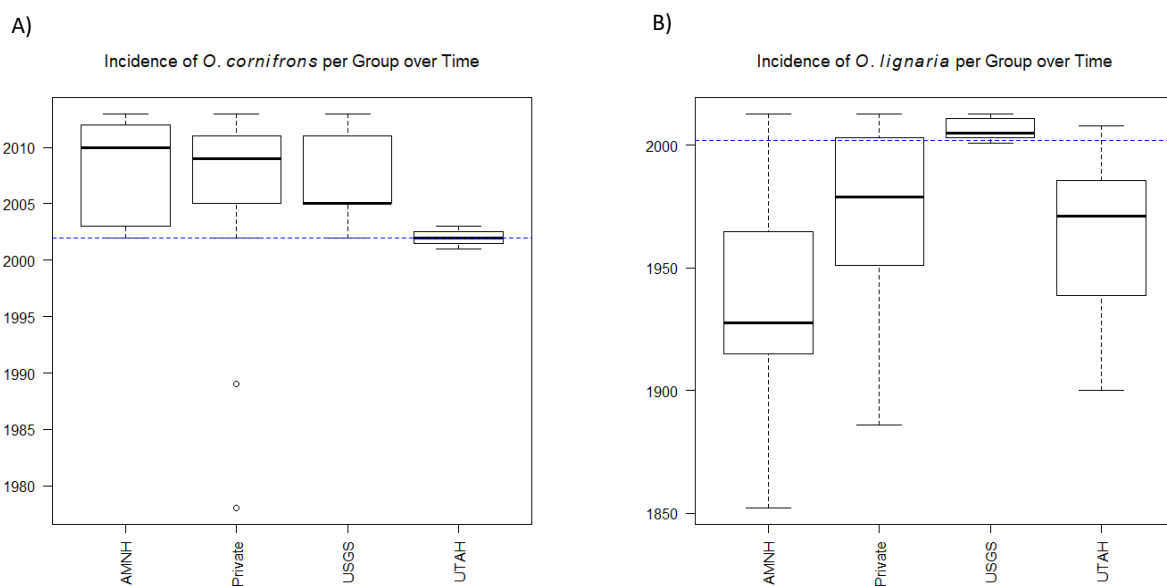 A)
Incidence of O. cornifrons per Group over Time
2010
2005
2000
1995
1990
1985
1980
AMNH
Private
USGS
UTAH
B)
Incidence of O. lignaria per Group over Time
2000
1950
1900
1850
AMNH
Private
USGS
UTAH